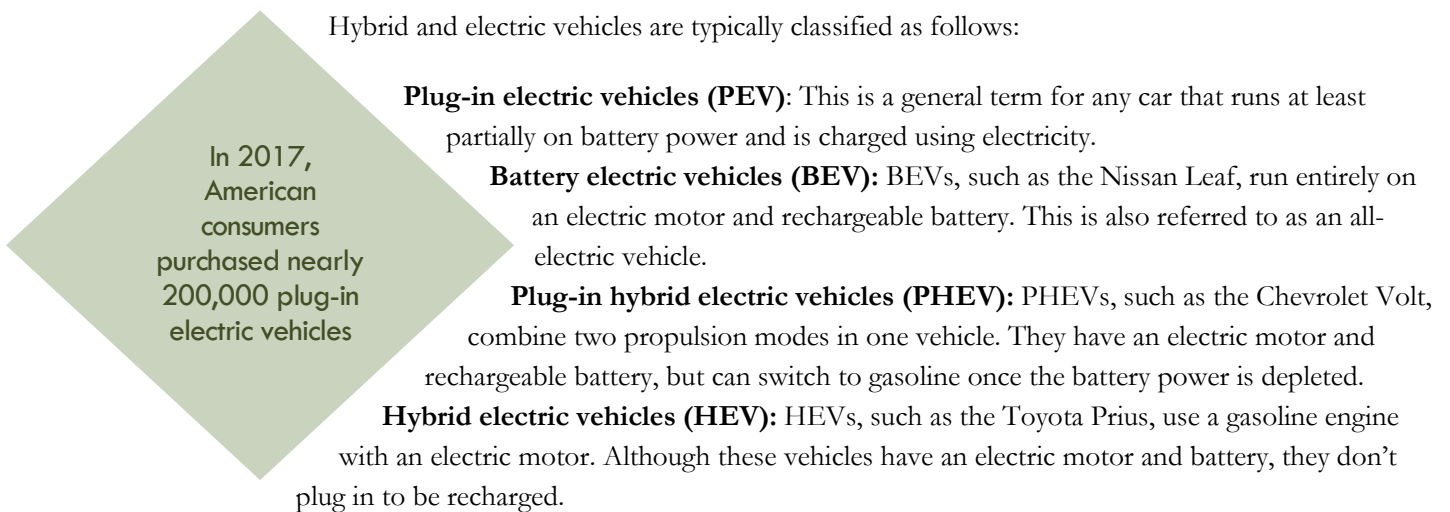 Hybrid and electric vehicles are typically classified as follows:
Plug-in electric vehicles (PEV): This is a general term for any car that runs at least
partially on battery power and is charged using electricity.
Battery electric vehicles (BEV): BEVs, such as the Nissan Leaf, run entirely on
an electric motor and rechargeable battery. This is also referred to as an all-
electric vehicle.
Plug-in hybrid electric vehicles (PHEV): PHEVs, such as the Chevrolet Volt,
combine two propulsion modes in one vehicle. They have an electric motor and
rechargeable battery, but can switch to gasoline once the battery power is depleted.
Hybrid electric vehicles (HEV): HEVs, such as the Toyota Prius, use a gasoline engine
with an electric motor. Although these vehicles have an electric motor and battery, they don’t
plug in to be recharged.
In 2017,
American
consumers
purchased nearly
200,000 plug-in
electric vehicles